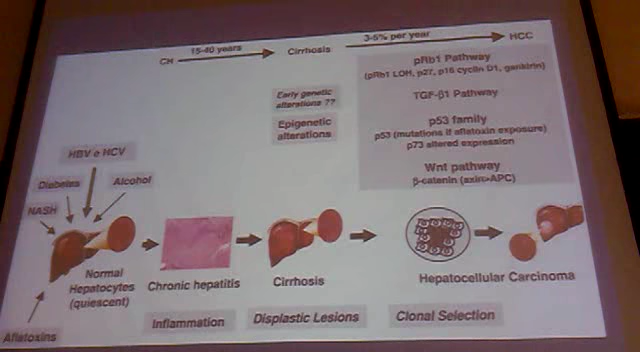 15-40 years
3-5% per year
CH
Cirrhosis
HCC
pRb1 Pathway
(pRb1 LOH, p27, p16 cyclin D1, gankirin)
Early genetic
alterations ??
TGF-β1 Pathway
Epigenetic
alterations
p53 family
p53 (mutations if aflatoxin exposure)
p73 altered expression
HBV e HCV
Wnt pathway
β-catenin (axin>APC)
Diabetes
Alcohol
NASH
Normal
Hepatocytes
(quiescent)
Chronic hepatitis
Cirrhosis
Hepatocellular Carcinoma
Aflatoxins
Inflammation
Displastic Lesions
Clonal Selection